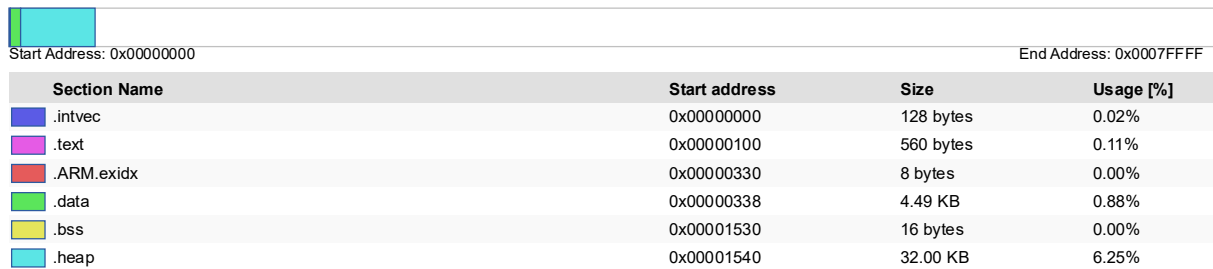 Start Address: 0x00000000 End Address: 0x0007FFFF
Section Name Start address Size Usage [%]
.intvec 0x00000000 128 bytes 0.02%
.text 0x00000100 560 bytes 0.11%
.ARM.exidx 0x00000330 8 bytes 0.00%
.data 0x00000338 4.49 KB 0.88%
.bss 0x00001530 16 bytes 0.00%
.heap 0x00001540 32.00 KB 6.25%